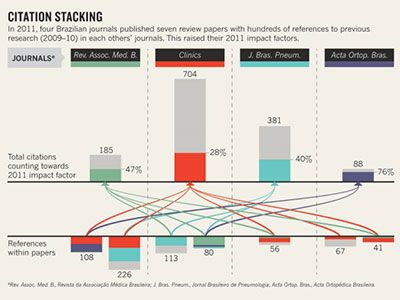 CITATION STACKING
In 2011, four Brazilian journals published seven review papers with hundreds of references to previous
research (2009–10) in each others' journals. This raised their 2011 impact factors.
JOURNALS* Rev. Assoc. Med. B. Clinics J. Bras. Pneum. Acta Ortop. Bras.
704
381
185
88
47% 28% 40% 76%
Total citations
counting towards
2011 impact factor
References
within papers
108 226 113 80 56 67 41
*Rev. Assoc. Med. B., Revista da Associação Médica Brasileira; J. Bras. Pneum., Jornal Brasileiro de Pneumologia; Acta Ortop. Bras., Acta Ortopédica Brasileira.